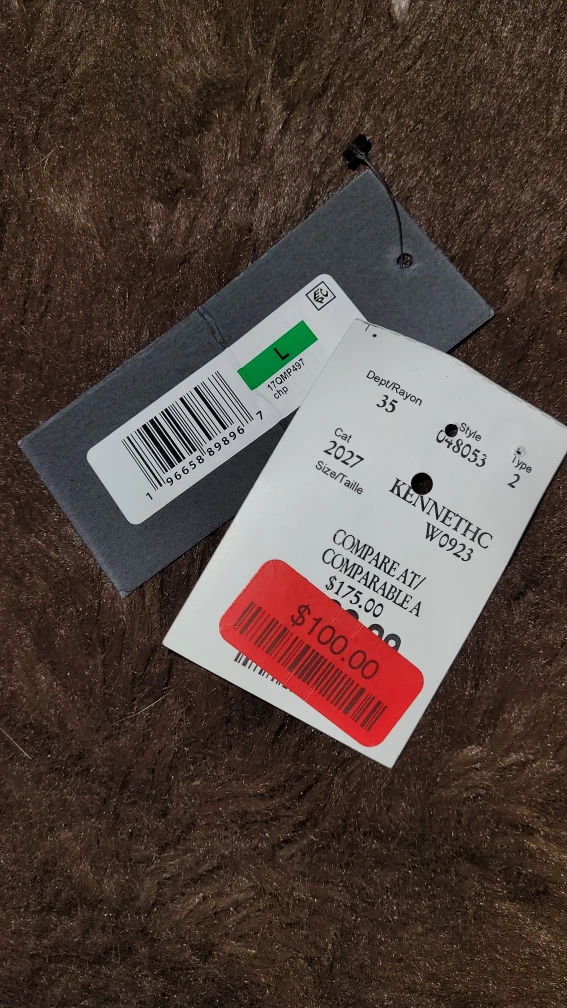 L
17QMP497
chp
1 96658 89896 7
Dept/Rayon
35
Style
048053
Type
2
Cat
2027
Size/Taille
KENNETHC
W0923
COMPARE AT/
COMPARABLE A
$175.00
$100.00